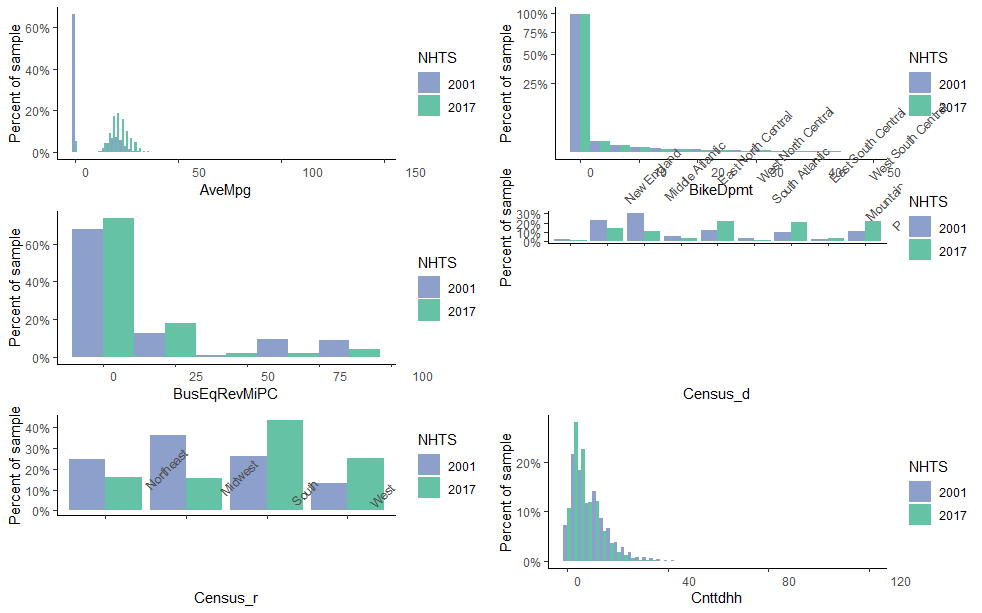 Percent of sample
60%
40%
20%
0%
0
50
100
150
AveMpg
NHTS
2001
2017
Percent of sample
100%
75%
50%
25%
0
10
20
30
40
50
BikeDpmt
NHTS
2001
2017
Percent of sample
60%
40%
20%
0%
0
25
50
75
100
BusEqRevMiPC
NHTS
2001
2017
Percent of sample
30%
20%
10%
0%
New England
Middle Atlantic
East North Central
West North Central
South Atlantic
East South Central
West South Central
Mountain
P
Census_d
NHTS
2001
2017
Percent of sample
40%
30%
20%
10%
0%
Northeast
Midwest
South
West
Census_r
NHTS
2001
2017
Percent of sample
20%
10%
0%
0
40
80
120
Cnttdhh
NHTS
2001
2017